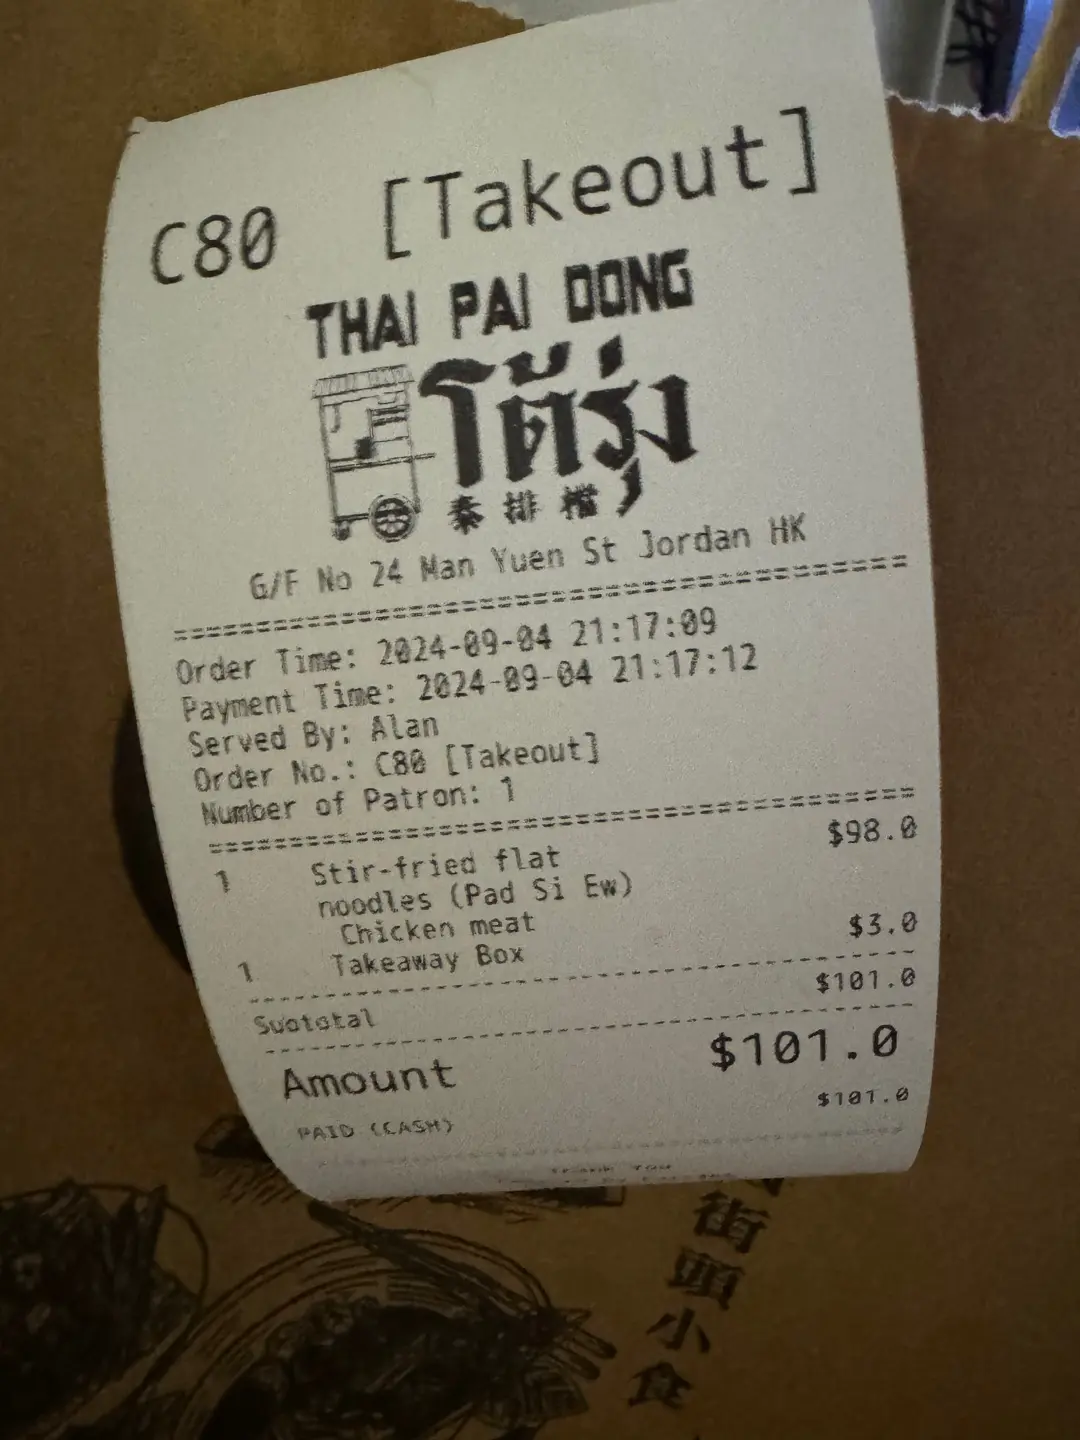 C80 [Takeout]
THAI PAI DONG
โต้รุ่ง
泰排檔
G/F No 24 Man Yuen St Jordan HK
========================================
Order Time: 2024-09-04 21:17:09
Payment Time: 2024-09-04 21:17:12
Served By: Alan
Order No.: C80 [Takeout]
Number of Patron: 1
========================================
1 Stir-fried flat $98.0
noodles (Pad Si Ew)
Chicken meat
1 Takeaway Box $3.0
Subtotal $101.0
Amount $101.0
PAID (CASH) $101.0
Thank You
街頭小食